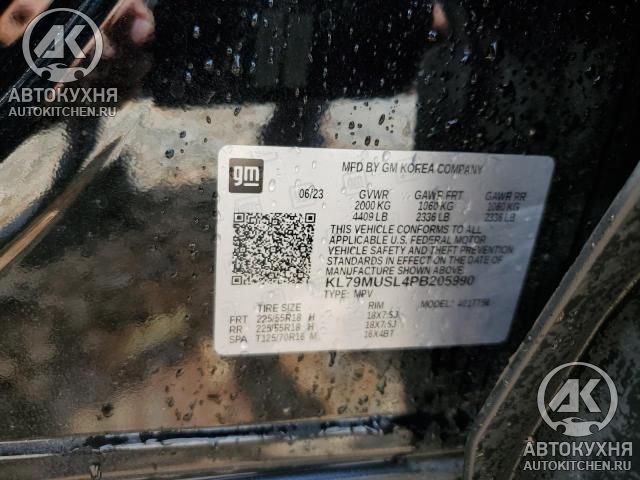 АК
АВТОКУХНЯ
AUTOKITCHEN.RU
gm
MFD BY GM KOREA COMPANY
06/23 GVWR GAWR FRT GAWR RR
2000 KG 1060 KG 1060 KG
4409 LB 2336 LB 2336 LB
THIS VEHICLE CONFORMS TO ALL
APPLICABLE U.S. FEDERAL MOTOR
VEHICLE SAFETY AND THEFT PREVENTION
STANDARDS IN EFFECT ON THE DATE OF
MANUFACTURE SHOWN ABOVE.
KL79MUSL4PB205990
TYPE: MPV MODEL:
TIRE SIZE RIM
FRT 225/55R18 H 18X7.5J
RR 225/55R18 H 18X7.5J
SPA T125/70R16 M 16X4BT
АК
АВТОКУХНЯ
AUTOKITCHEN.RU